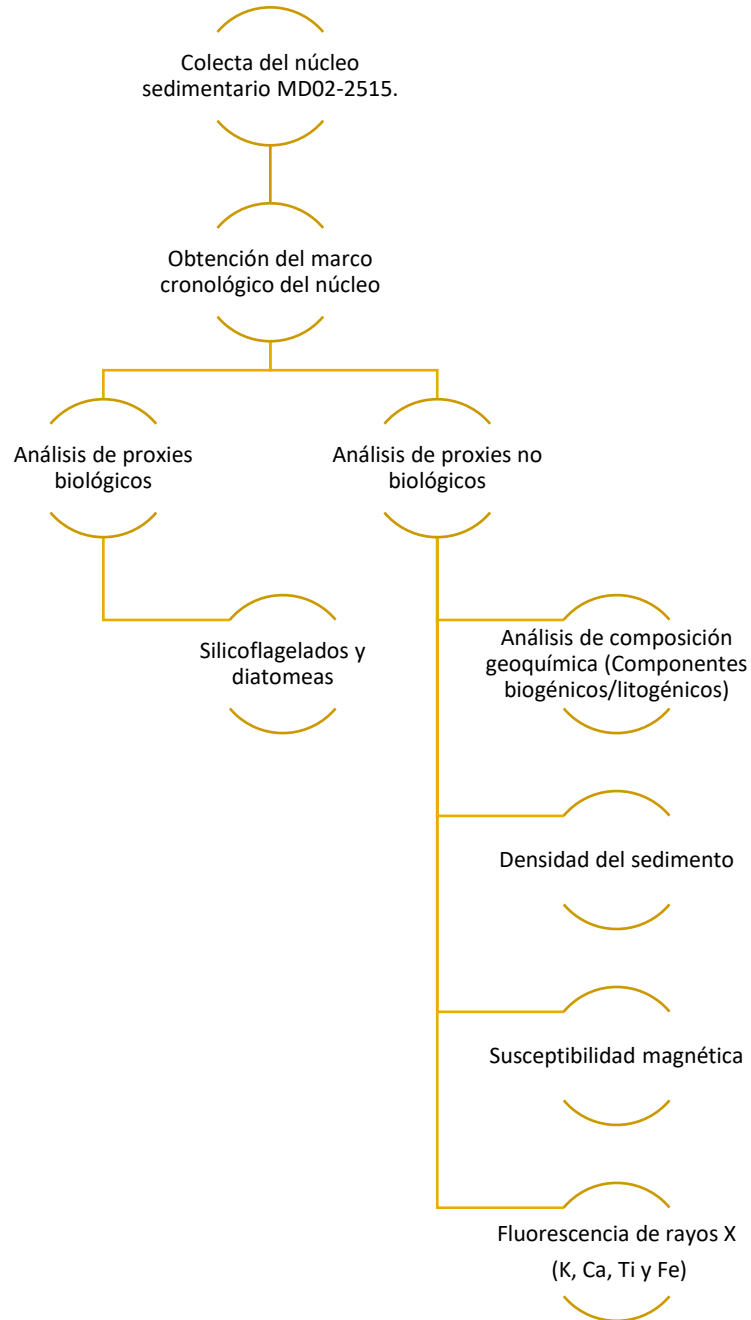 Colecta del núcleo
sedimentario MD02-2515.
Obtención del marco
cronológico del núcleo
Análisis de proxies
biológicos
Análisis de proxies no
biológicos
Silicoflagelados y
diatomeas
Análisis de composición
geoquímica (Componentes
biogénicos/litogénicos)
Densidad del sedimento
Susceptibilidad magnética
Fluorescencia de rayos X
(K, Ca, Ti y Fe)